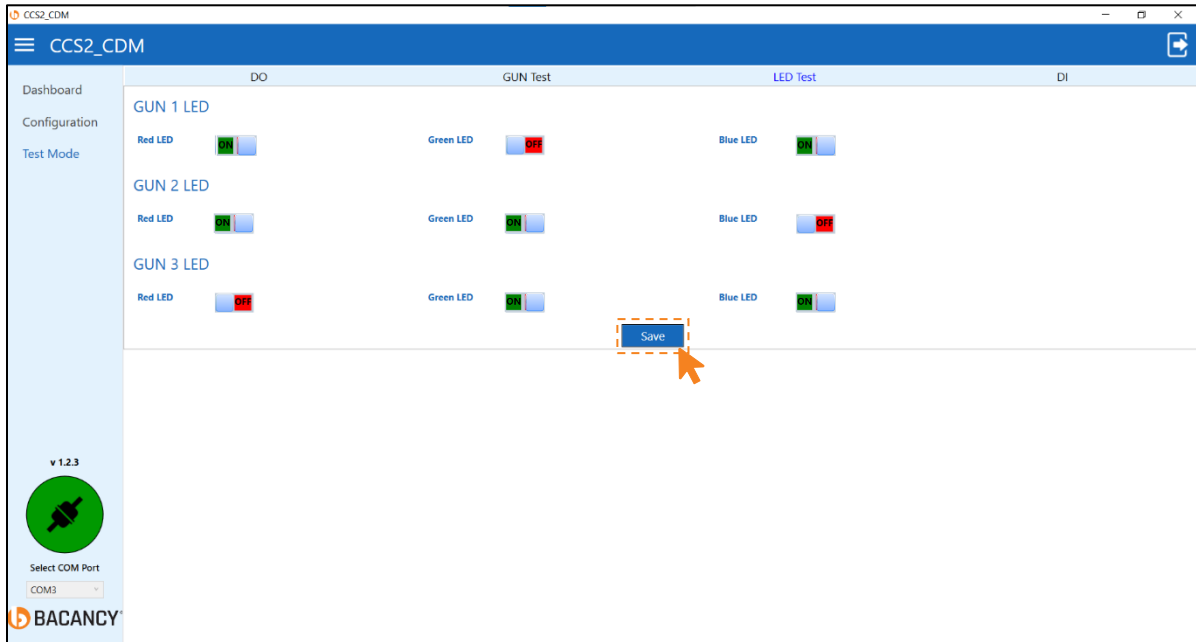 CCS2_CDM
CCS2_CDM
DO GUN Test LED Test DI
Dashboard
Configuration
Test Mode
GUN 1 LED
Red LED ON Green LED OFF Blue LED ON
GUN 2 LED
Red LED ON Green LED ON Blue LED OFF
GUN 3 LED
Red LED OFF Green LED ON Blue LED ON
Save
v 1.2.3
Select COM Port
COM3
BACANCY